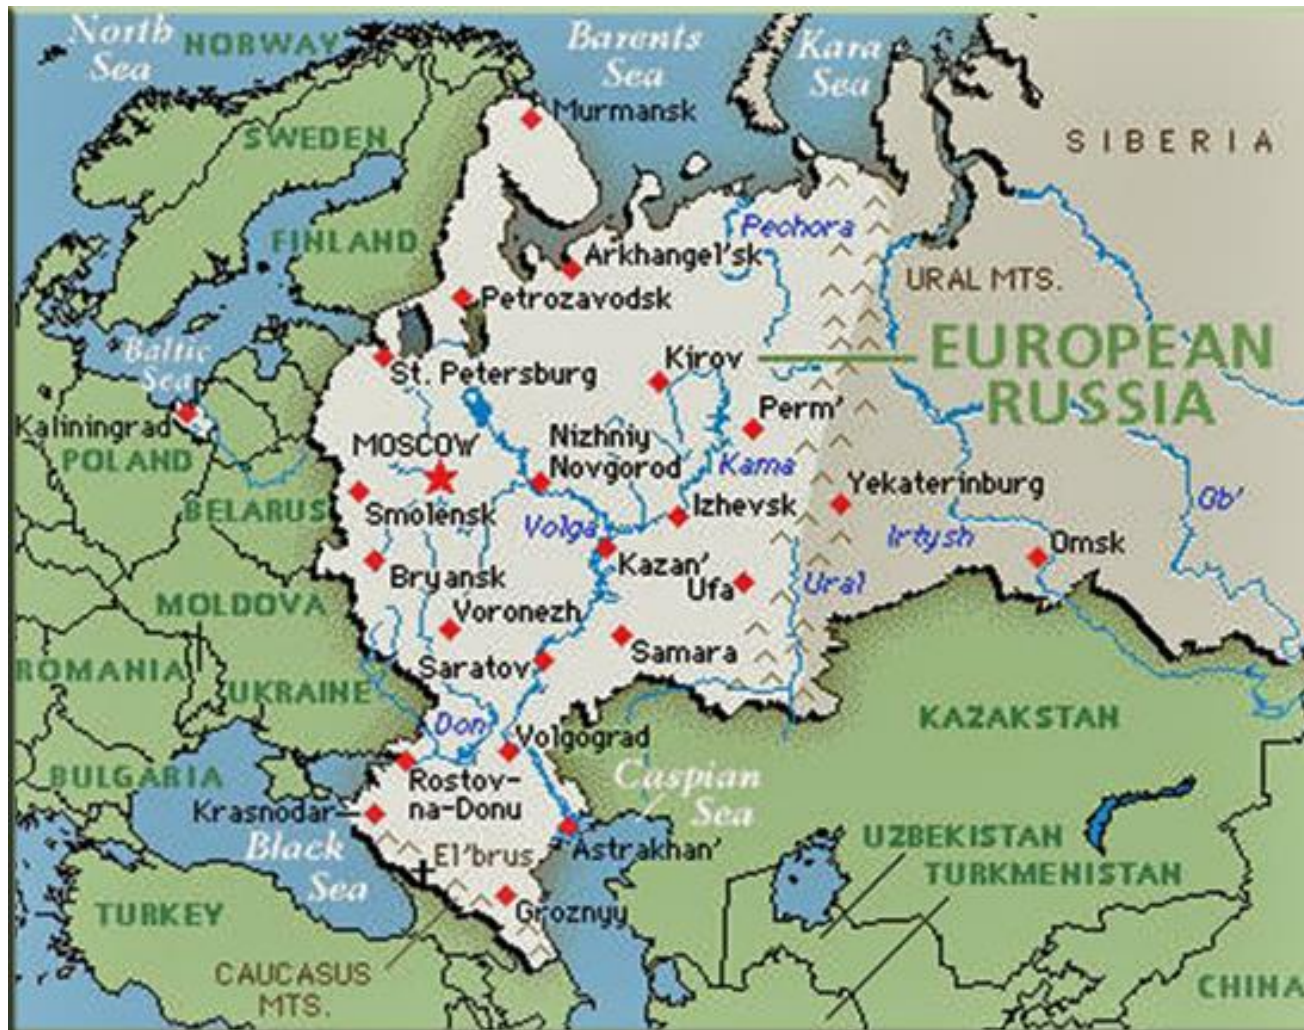 North
Sea
NORWAY
Barents
Sea
Kara
Sea
Murmansk
SWEDEN
SIBERIA
FINLAND
Pechora
Arkhangel'sk
URAL MTS.
Petrozavodsk
EUROPEAN
RUSSIA
Baltic
Sea
St. Petersburg
Kirov
Perm'
Kaliningrad
POLAND
MOSCOW
Nizhniy
Novgorod
Kama
Yekaterinburg
Ob'
BELARUS
Smolensk
Volga
Izhevsk
Irtysh
Omsk
Bryansk
Kazan'
Ufa
Ural
MOLDOVA
Voronezh
ROMANIA
Saratov
Samara
UKRAINE
Don
KAZAKSTAN
Volgograd
BULGARIA
Rostov-
na-Donu
Caspian
Sea
Krasnodar
Black
Sea
El'brus
Astrakhan'
UZBEKISTAN
TURKMENISTAN
TURKEY
Groznyy
CAUCASUS
MTS.
CHINA